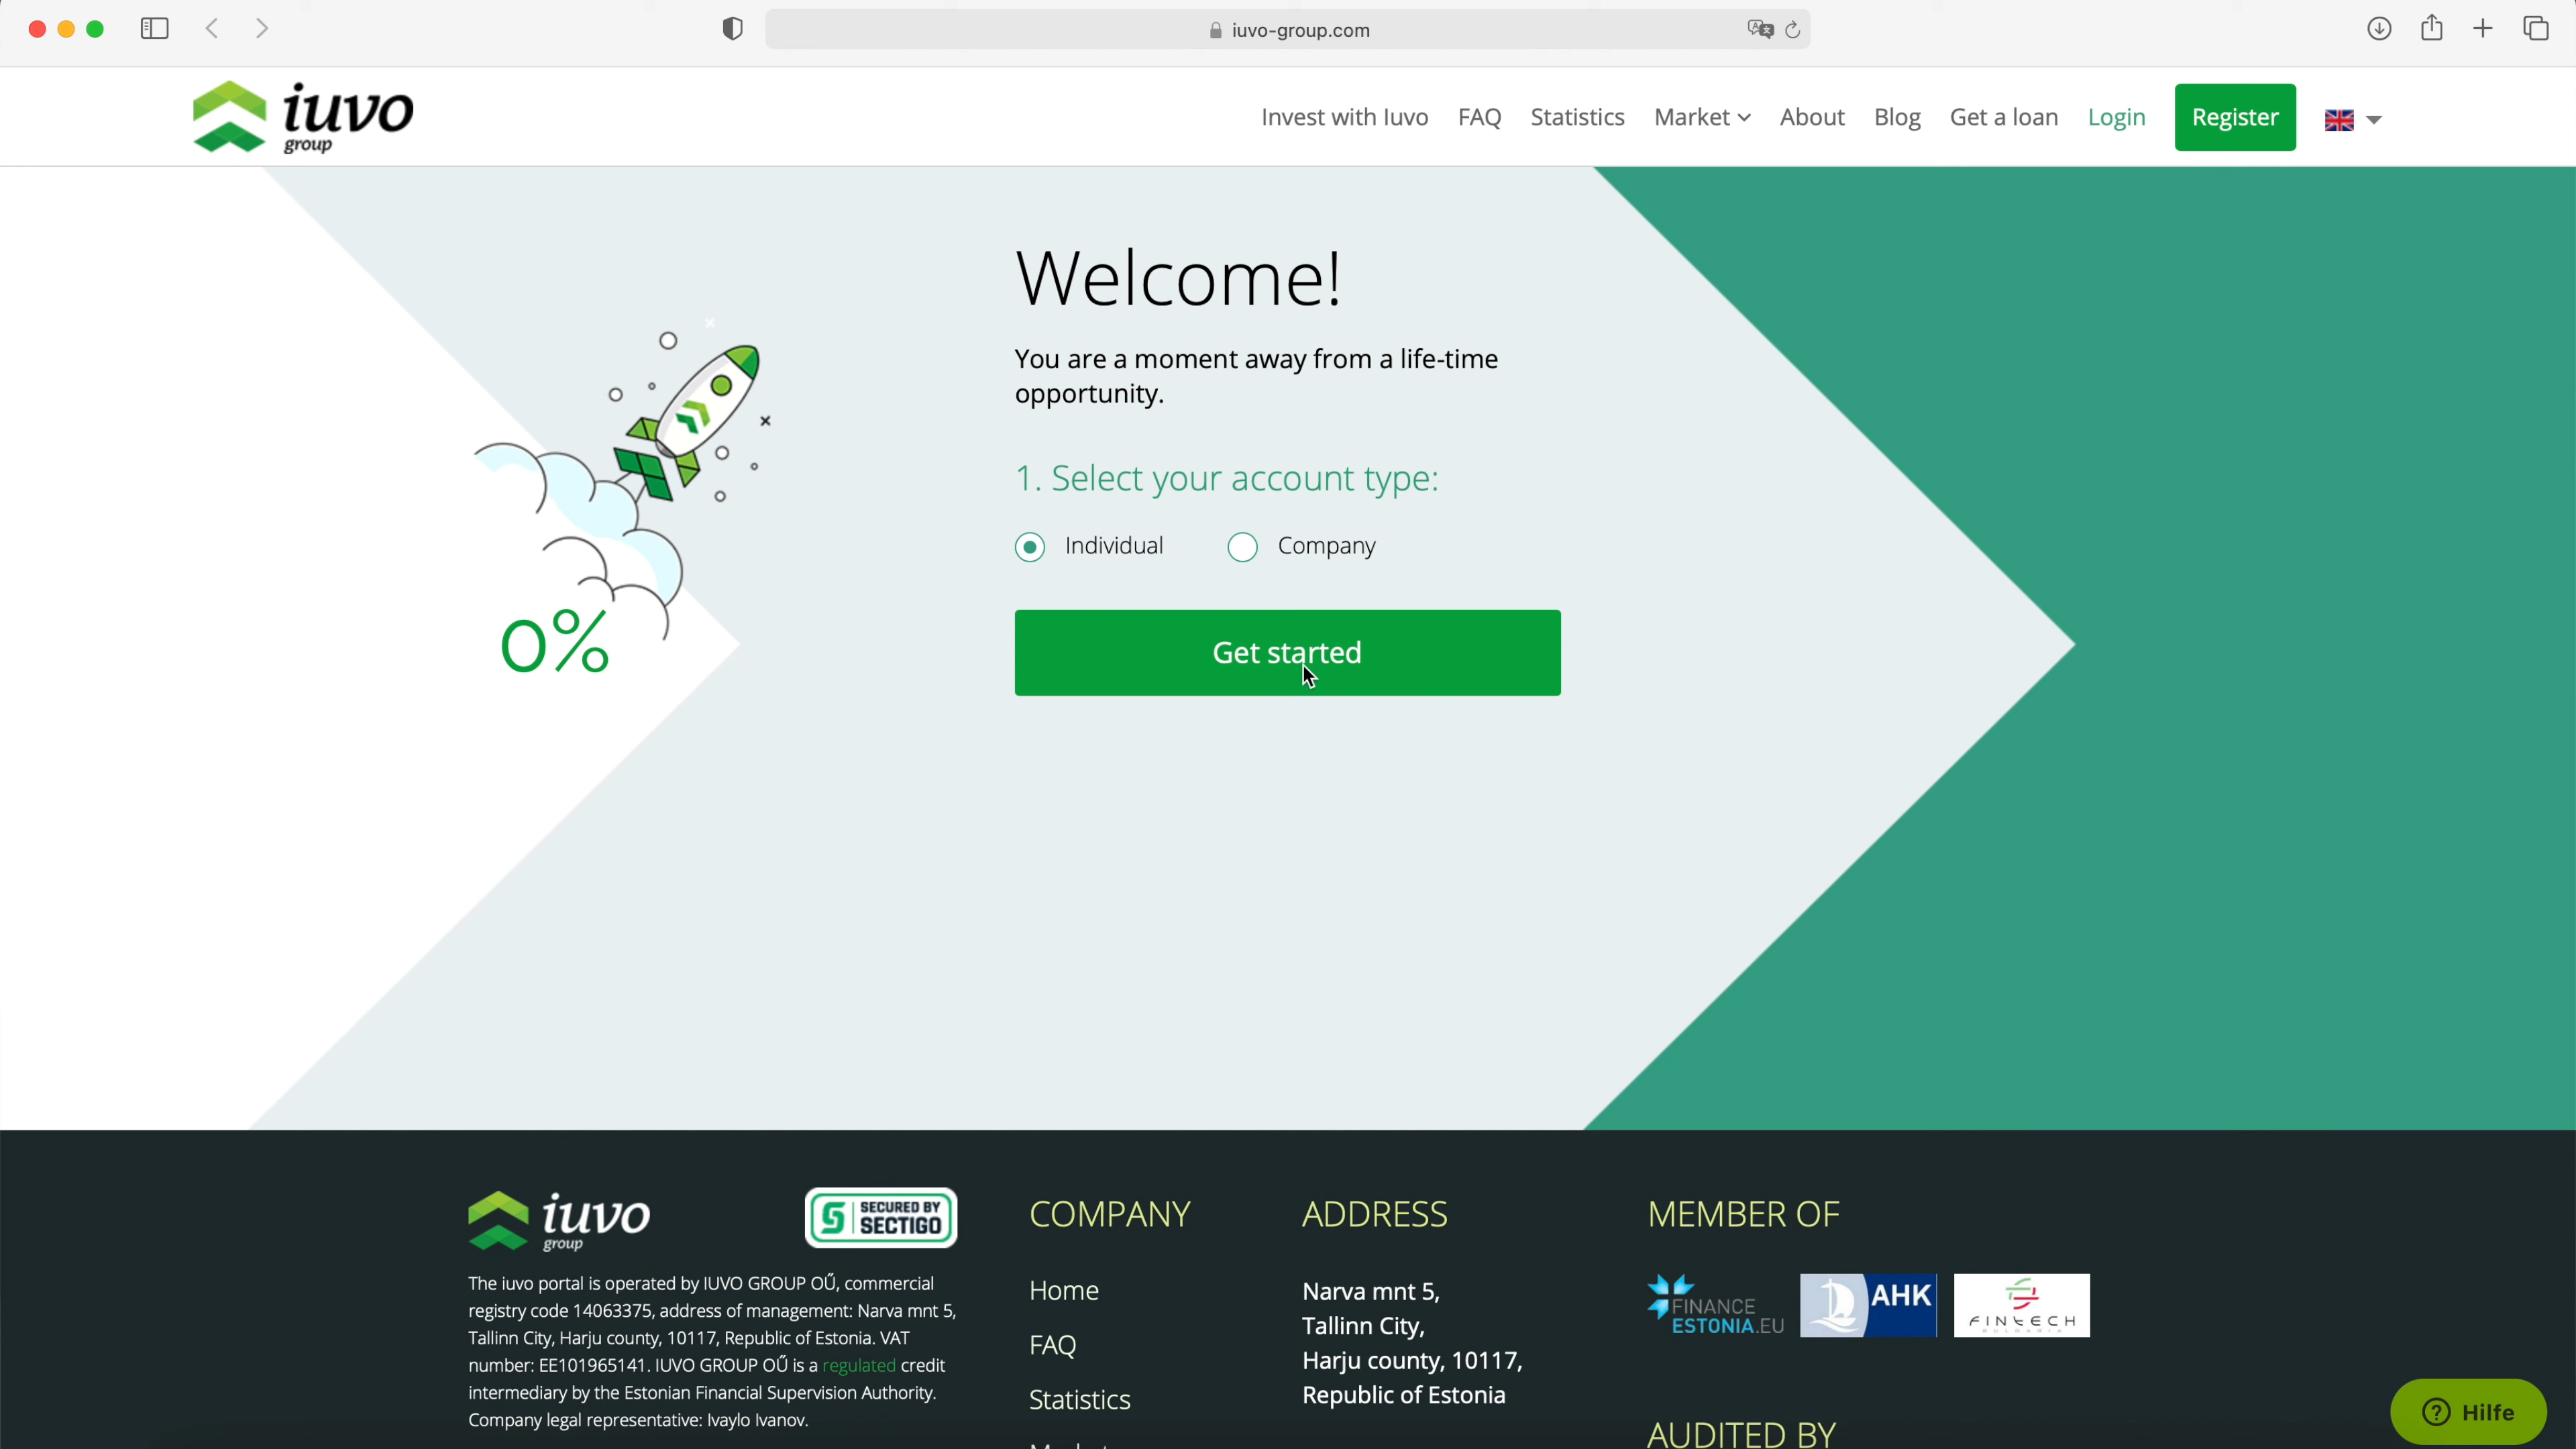 iuvo-group.com
iuvo
group
Invest with Iuvo FAQ Statistics Market About Blog Get a loan Login Register
Welcome!
You are a moment away from a life-time
opportunity.
1. Select your account type:
Individual Company
0%
Get started
iuvo
group
SECURED BY
SECTIGO
The iuvo portal is operated by IUVO GROUP OŰ, commercial
registry code 14063375, address of management: Narva mnt 5,
Tallinn City, Harju county, 10117, Republic of Estonia. VAT
number: EE101965141. IUVO GROUP OŰ is a regulated credit
intermediary by the Estonian Financial Supervision Authority.
Company legal representative: Ivaylo Ivanov.
COMPANY
Home
FAQ
Statistics
ADDRESS
Narva mnt 5,
Tallinn City,
Harju county, 10117,
Republic of Estonia
MEMBER OF
FINANCE
ESTONIA.EU
AHK
FINTECH
BULGARIA
AUDITED BY
Hilfe